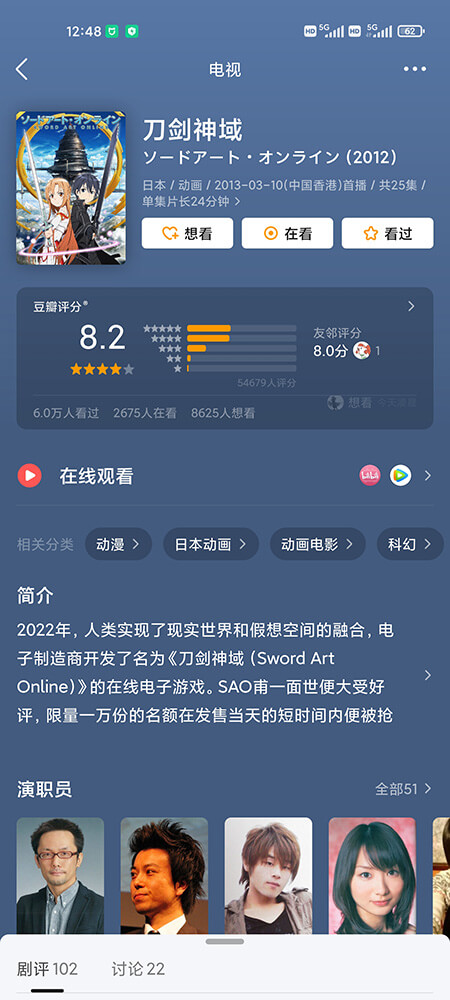 12:48
HD 5G HD 5G 62
电视
ソードアート・オンライン
SWORD ART ONLINE
刀剑神域
ソードアート・オンライン (2012)
日本 / 动画 / 2013-03-10(中国香港)首播 / 共25集 /
单集片长24分钟
想看
在看
看过
豆瓣评分®
8.2
54679人评分
友邻评分
8.0分 1
想看
6.0万人看过 2675人在看 8625人想看
在线观看
相关分类 动漫 日本动画 动画电影 科幻
简介
2022年，人类实现了现实世界和假想空间的融合，电
子制造商开发了名为《刀剑神域（Sword Art
Online）》的在线电子游戏。SAO甫一面世便大受好
评，限量一万份的名额在发售当天的短时间内便被抢
演职员
全部51
剧评 102 讨论 22